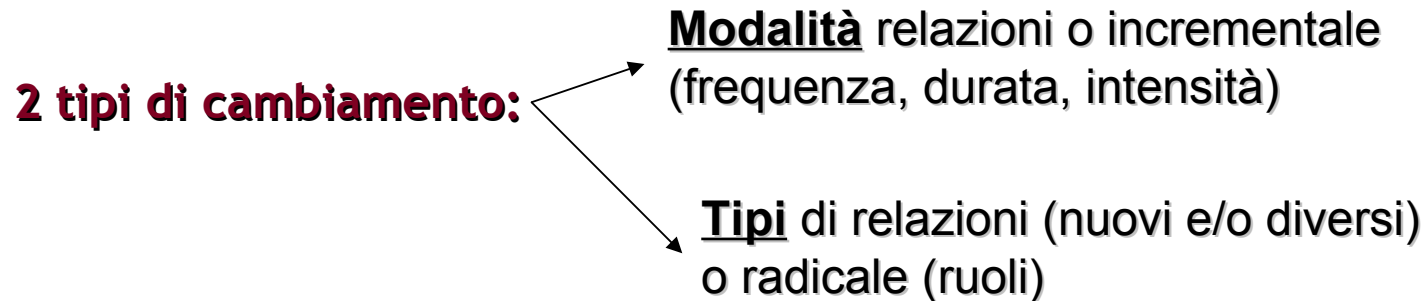 Modalità relazioni o incrementale
(frequenza, durata, intensità)
2 tipi di cambiamento:
Tipi di relazioni (nuovi e/o diversi)
o radicale (ruoli)